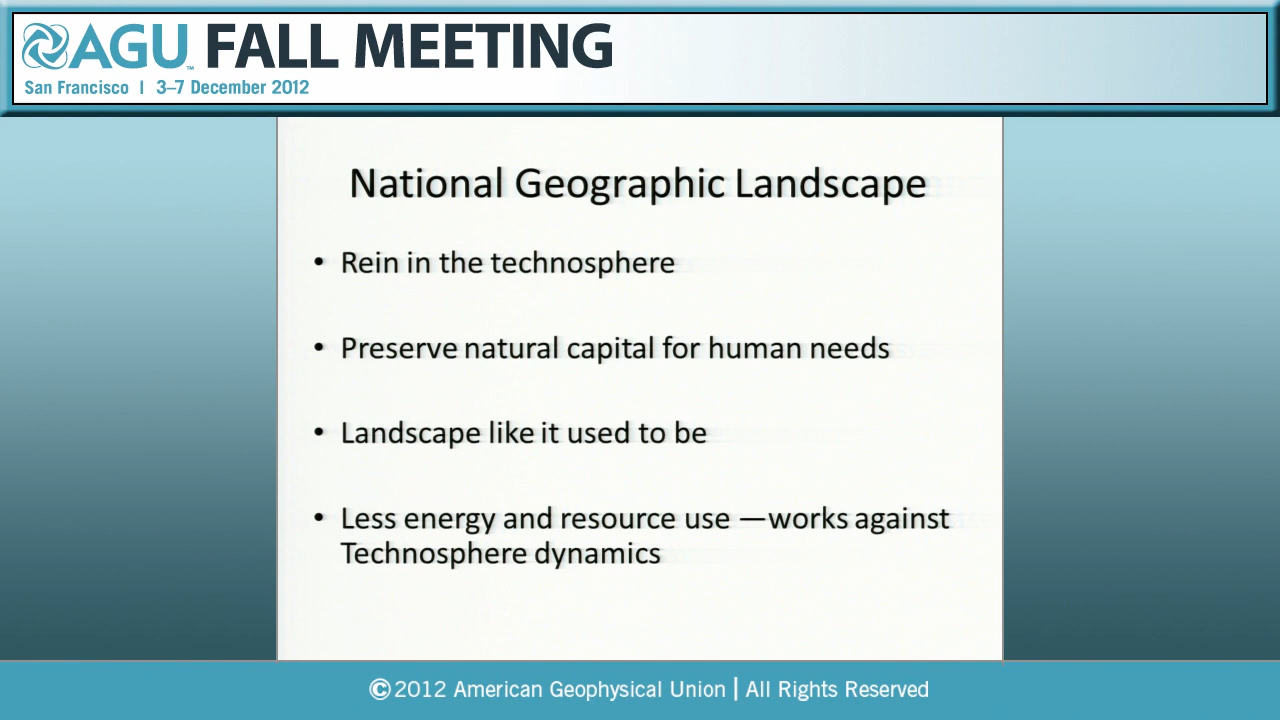 AGU™ FALL MEETING
San Francisco | 3–7 December 2012
National Geographic Landscape
• Rein in the technosphere
• Preserve natural capital for human needs
• Landscape like it used to be
• Less energy and resource use —works against
Technosphere dynamics
©2012 American Geophysical Union | All Rights Reserved